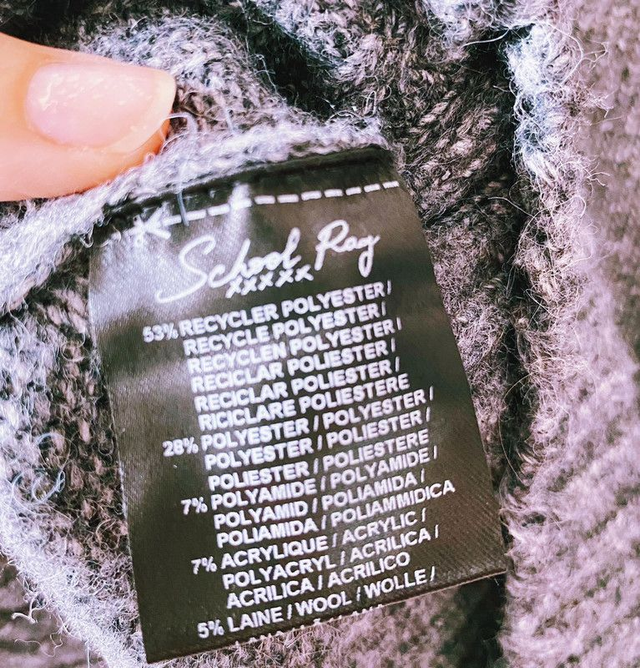 School Rag
xxxxx
53% RECYCLER POLYESTER /
RECYCLE POLYESTER /
RECYCLEN POLYESTER /
RECICLAR POLIESTER /
RECICLAR POLIESTER /
RICICLARE POLIESTERE
28% POLYESTER / POLYESTER /
POLYESTER / POLIESTER /
POLIESTER / POLIESTERE
7% POLYAMIDE / POLYAMIDE /
POLYAMID / POLIAMIDA /
POLIAMIDA / POLIAMMIDICA
7% ACRYLIQUE / ACRYLIC /
POLYACRYL / ACRILICA /
ACRILICA / ACRILICO
5% LAINE / WOOL / WOLLE /